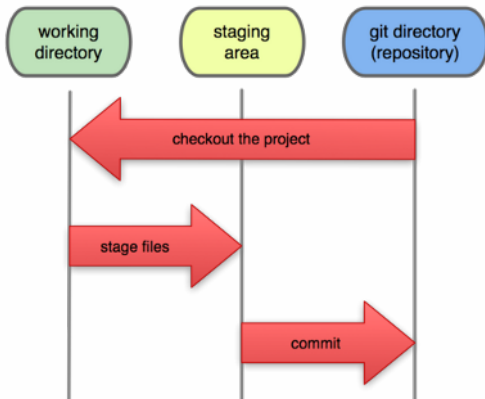 working
directory
staging
area
git directory
(repository)
checkout the project
stage files
commit